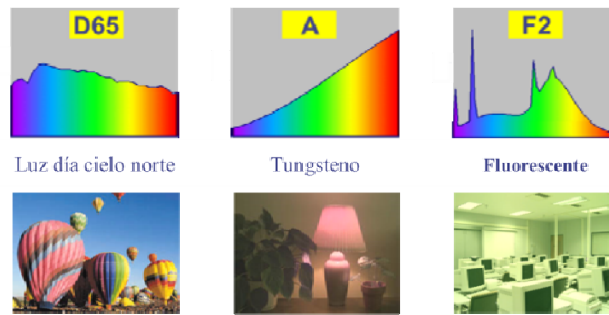 D65
A
F2
Luz día cielo norte
Tungsteno
Fluorescente